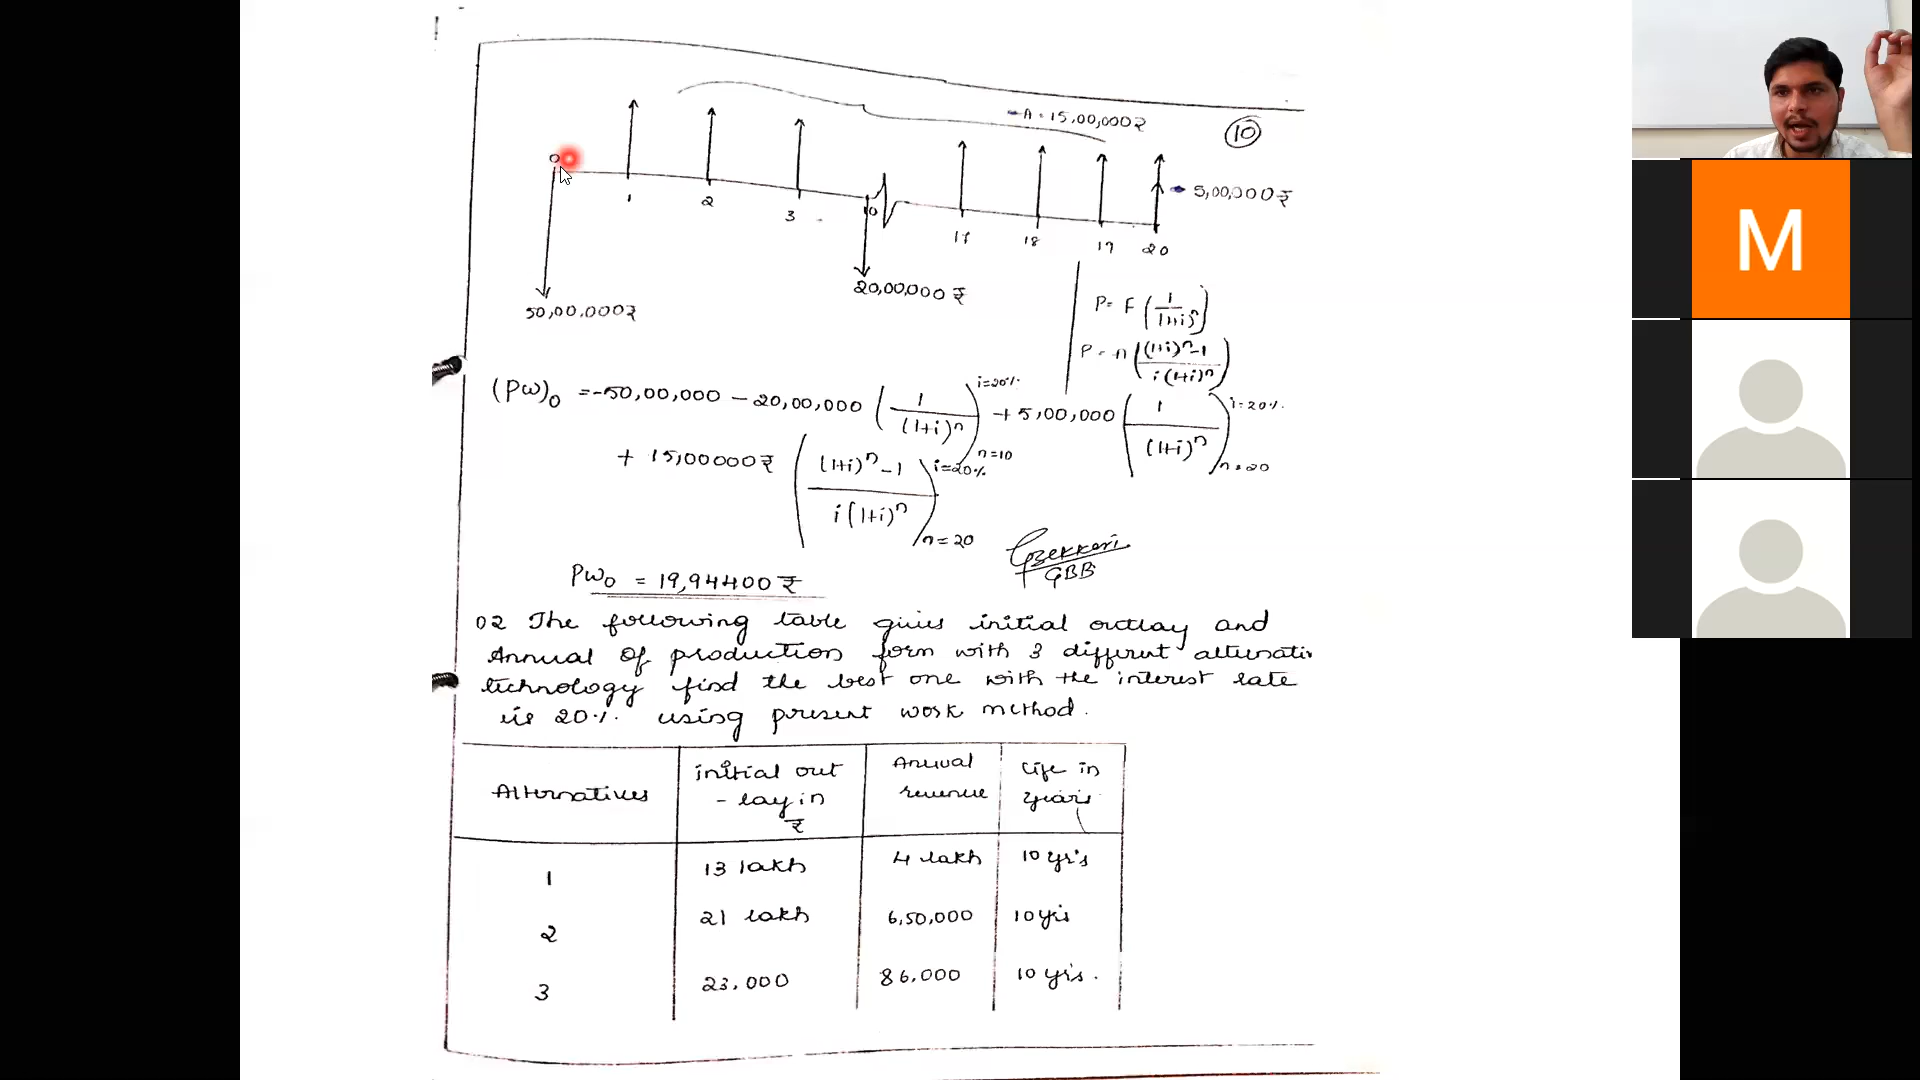 A = 15,00,000₹
10
0
5,00,000₹
1 2 3 10 17 18 19 20
50,00,000₹
20,00,000₹
P = F (1/(1+i)^n)
P = A ((1+i)^n-1/i(1+i)^n)
(PW)₀ = -50,00,000 - 20,00,000 (1/(1+i)^n) i=20% n=10 + 5,00,000 (1/(1+i)^n) i=20% n=20
+ 15,00000₹ ((1+i)^n-1/i(1+i)^n) i=20% n=20
GBB
PW₀ = 19,94400₹
02 The following table gives initial outlay and
Annual of production form with 3 different alternativ
technology find the best one with the interest rate
is 20%. using present work method.
Alternatives | initial out-lay in ₹ | Annual revenue | Life in years
1 | 13 lakh | 4 lakh | 10 yr's
2 | 21 lakh | 6,50,000 | 10 yrs
3 | 23,000 | 86,000 | 10 yr's.
M